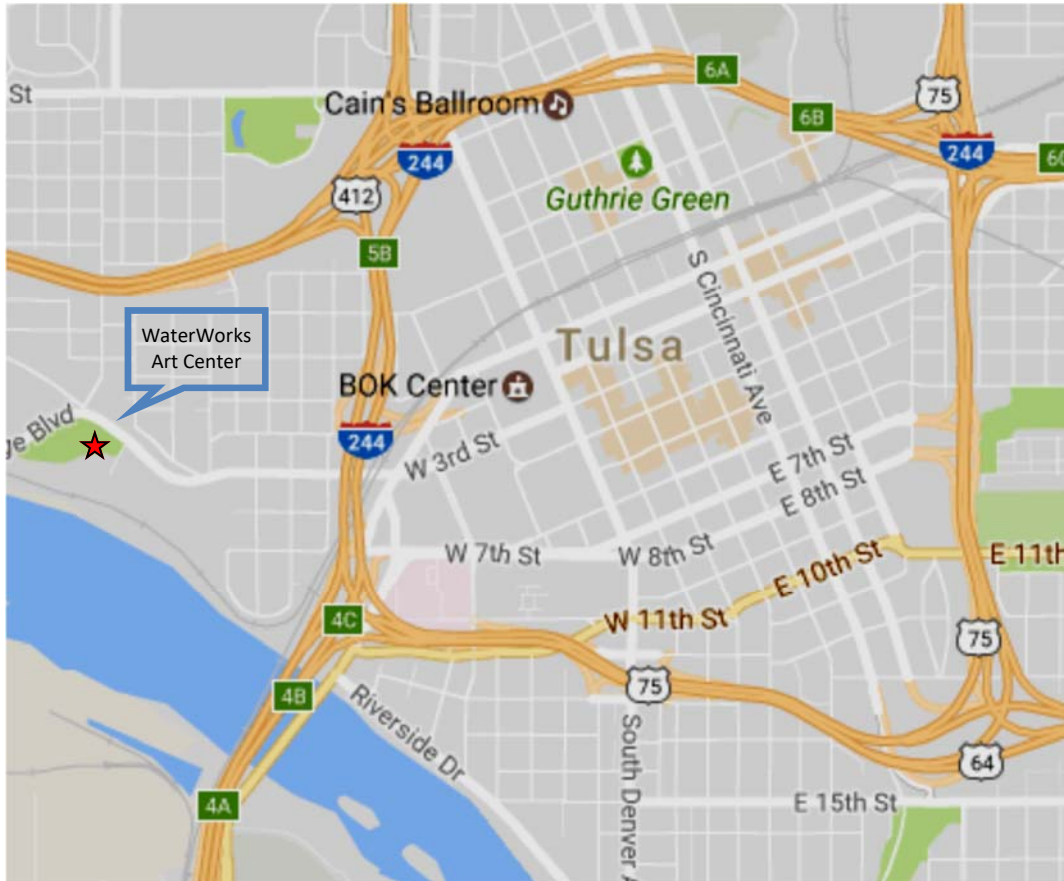 6A
75
St
Cain's Ballroom
6B
244
244
60
412
Guthrie Green
5B
S Cincinnati Ave
WaterWorks
Art Center
Tulsa
BOK Center
ge Blvd
244
W 3rd St
E 7th St
E 8th St
W 7th St
W 8th St
E 10th St
E 11th
4C
W 11th St
75
4B
75
Riverside Dr
South Denver A
64
4A
E 15th St